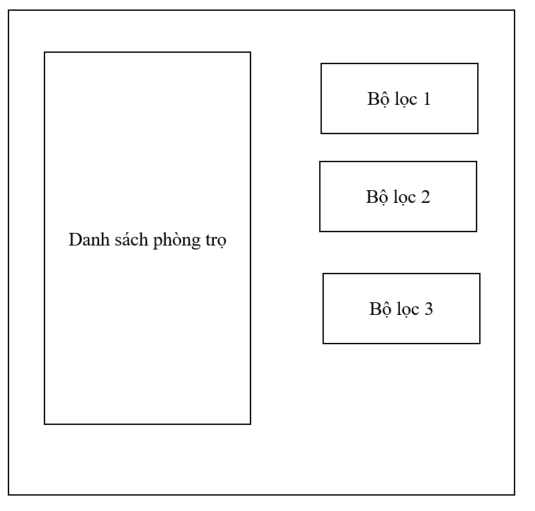 Bộ lọc 1
Bộ lọc 2
Danh sách phòng trọ
Bộ lọc 3